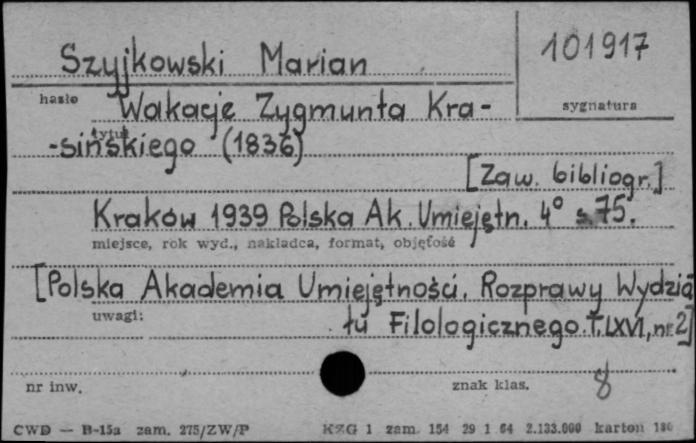 Szyjkowski Marian
101917
hasło
sygnatura
Wakacje Zygmunta Kra-
tytuł
-sińskiego (1836)
[Zaw. bibliogr.]
Kraków 1939 Polska Ak. Umiejętn. 4° s.75.
miejsce, rok wyd., nakładca, format, objętość
[Polska Akademia Umiejętności. Rozprawy Wydzia
uwagi:
łu Filologicznego.T.LXVI, nr 2]
nr inw.
znak klas.
8
CWD — B-15a zam. 275/ZW/P
KZG 1 zam. 154 29 1 64 2.133.000 karton